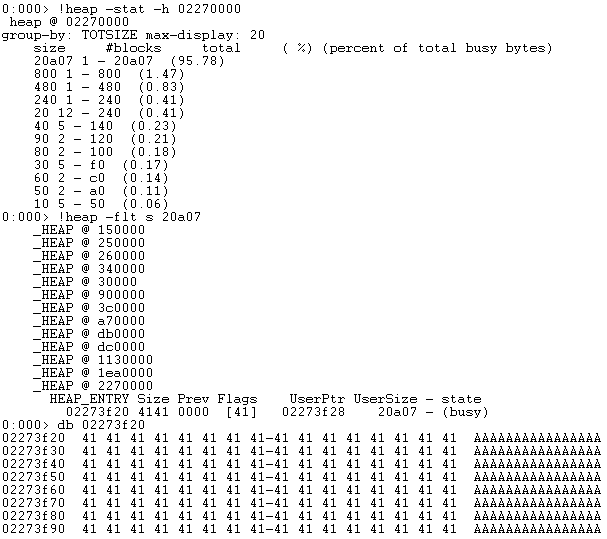 0:000> !heap -stat -h 02270000
 heap @ 02270000
group-by: TOTSIZE max-display: 20
    size     #blocks     total     ( %) (percent of total busy bytes)
    20a07 1 - 20a07  (95.78)
    800 1 - 800  (1.47)
    480 1 - 480  (0.83)
    240 1 - 240  (0.41)
    20 12 - 240  (0.41)
    40 5 - 140  (0.23)
    90 2 - 120  (0.21)
    80 2 - 100  (0.18)
    30 5 - f0  (0.17)
    60 2 - c0  (0.14)
    50 2 - a0  (0.11)
    10 5 - 50  (0.06)
0:000> !heap -flt s 20a07
    _HEAP @ 150000
    _HEAP @ 250000
    _HEAP @ 260000
    _HEAP @ 340000
    _HEAP @ 30000
    _HEAP @ 900000
    _HEAP @ 3c0000
    _HEAP @ a70000
    _HEAP @ db0000
    _HEAP @ dc0000
    _HEAP @ 1130000
    _HEAP @ 1ea0000
    _HEAP @ 2270000
      HEAP_ENTRY Size Prev Flags    UserPtr UserSize - state
        02273f20 4141 0000  [41]   02273f28    20a07 - (busy)
0:000> db 02273f20
02273f20  41 41 41 41 41 41 41 41-41 41 41 41 41 41 41 41  AAAAAAAAAAAAAAAA
02273f30  41 41 41 41 41 41 41 41-41 41 41 41 41 41 41 41  AAAAAAAAAAAAAAAA
02273f40  41 41 41 41 41 41 41 41-41 41 41 41 41 41 41 41  AAAAAAAAAAAAAAAA
02273f50  41 41 41 41 41 41 41 41-41 41 41 41 41 41 41 41  AAAAAAAAAAAAAAAA
02273f60  41 41 41 41 41 41 41 41-41 41 41 41 41 41 41 41  AAAAAAAAAAAAAAAA
02273f70  41 41 41 41 41 41 41 41-41 41 41 41 41 41 41 41  AAAAAAAAAAAAAAAA
02273f80  41 41 41 41 41 41 41 41-41 41 41 41 41 41 41 41  AAAAAAAAAAAAAAAA
02273f90  41 41 41 41 41 41 41 41-41 41 41 41 41 41 41 41  AAAAAAAAAAAAAAAA